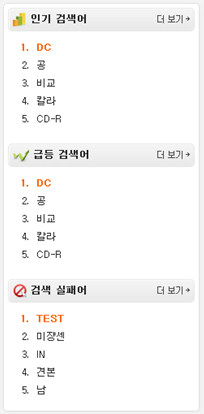 인기 검색어 더 보기→
1. DC
2. 공
3. 비교
4. 칼라
5. CD-R
급등 검색어 더 보기→
1. DC
2. 공
3. 비교
4. 칼라
5. CD-R
검색 실패어 더 보기→
1. TEST
2. 미쟝센
3. IN
4. 견본
5. 남